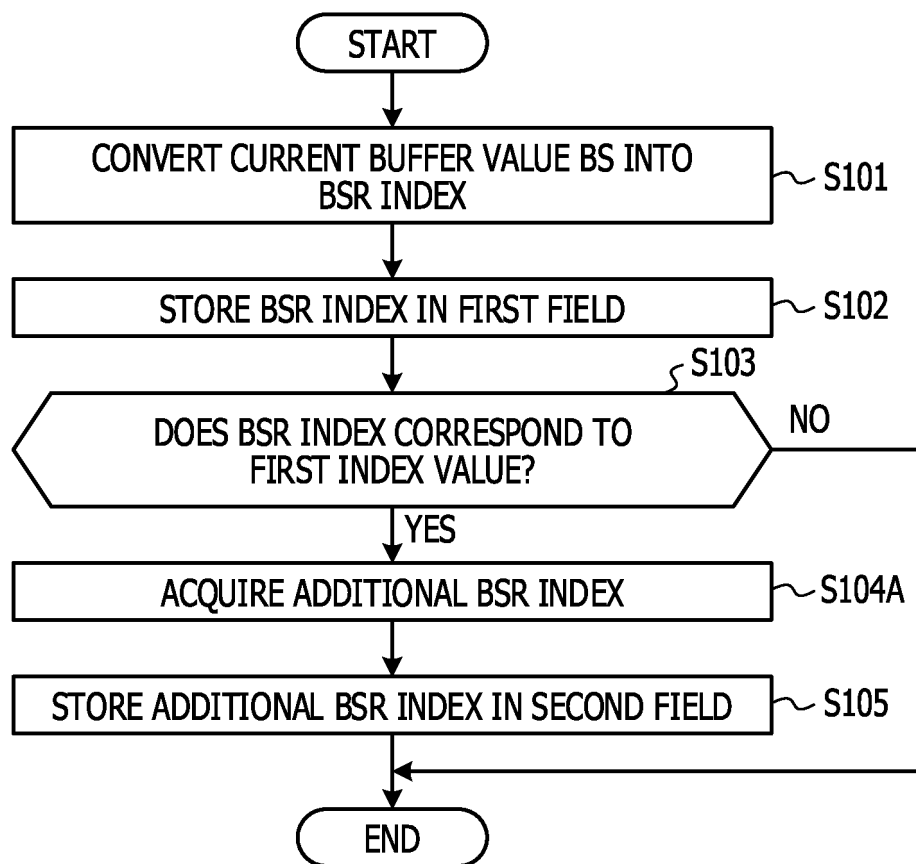 START
CONVERT CURRENT BUFFER VALUE BS INTO
BSR INDEX
S101
STORE BSR INDEX IN FIRST FIELD
S102
S103
DOES BSR INDEX CORRESPOND TO
FIRST INDEX VALUE?
NO
YES
ACQUIRE ADDITIONAL BSR INDEX
S104A
STORE ADDITIONAL BSR INDEX IN SECOND FIELD
S105
END